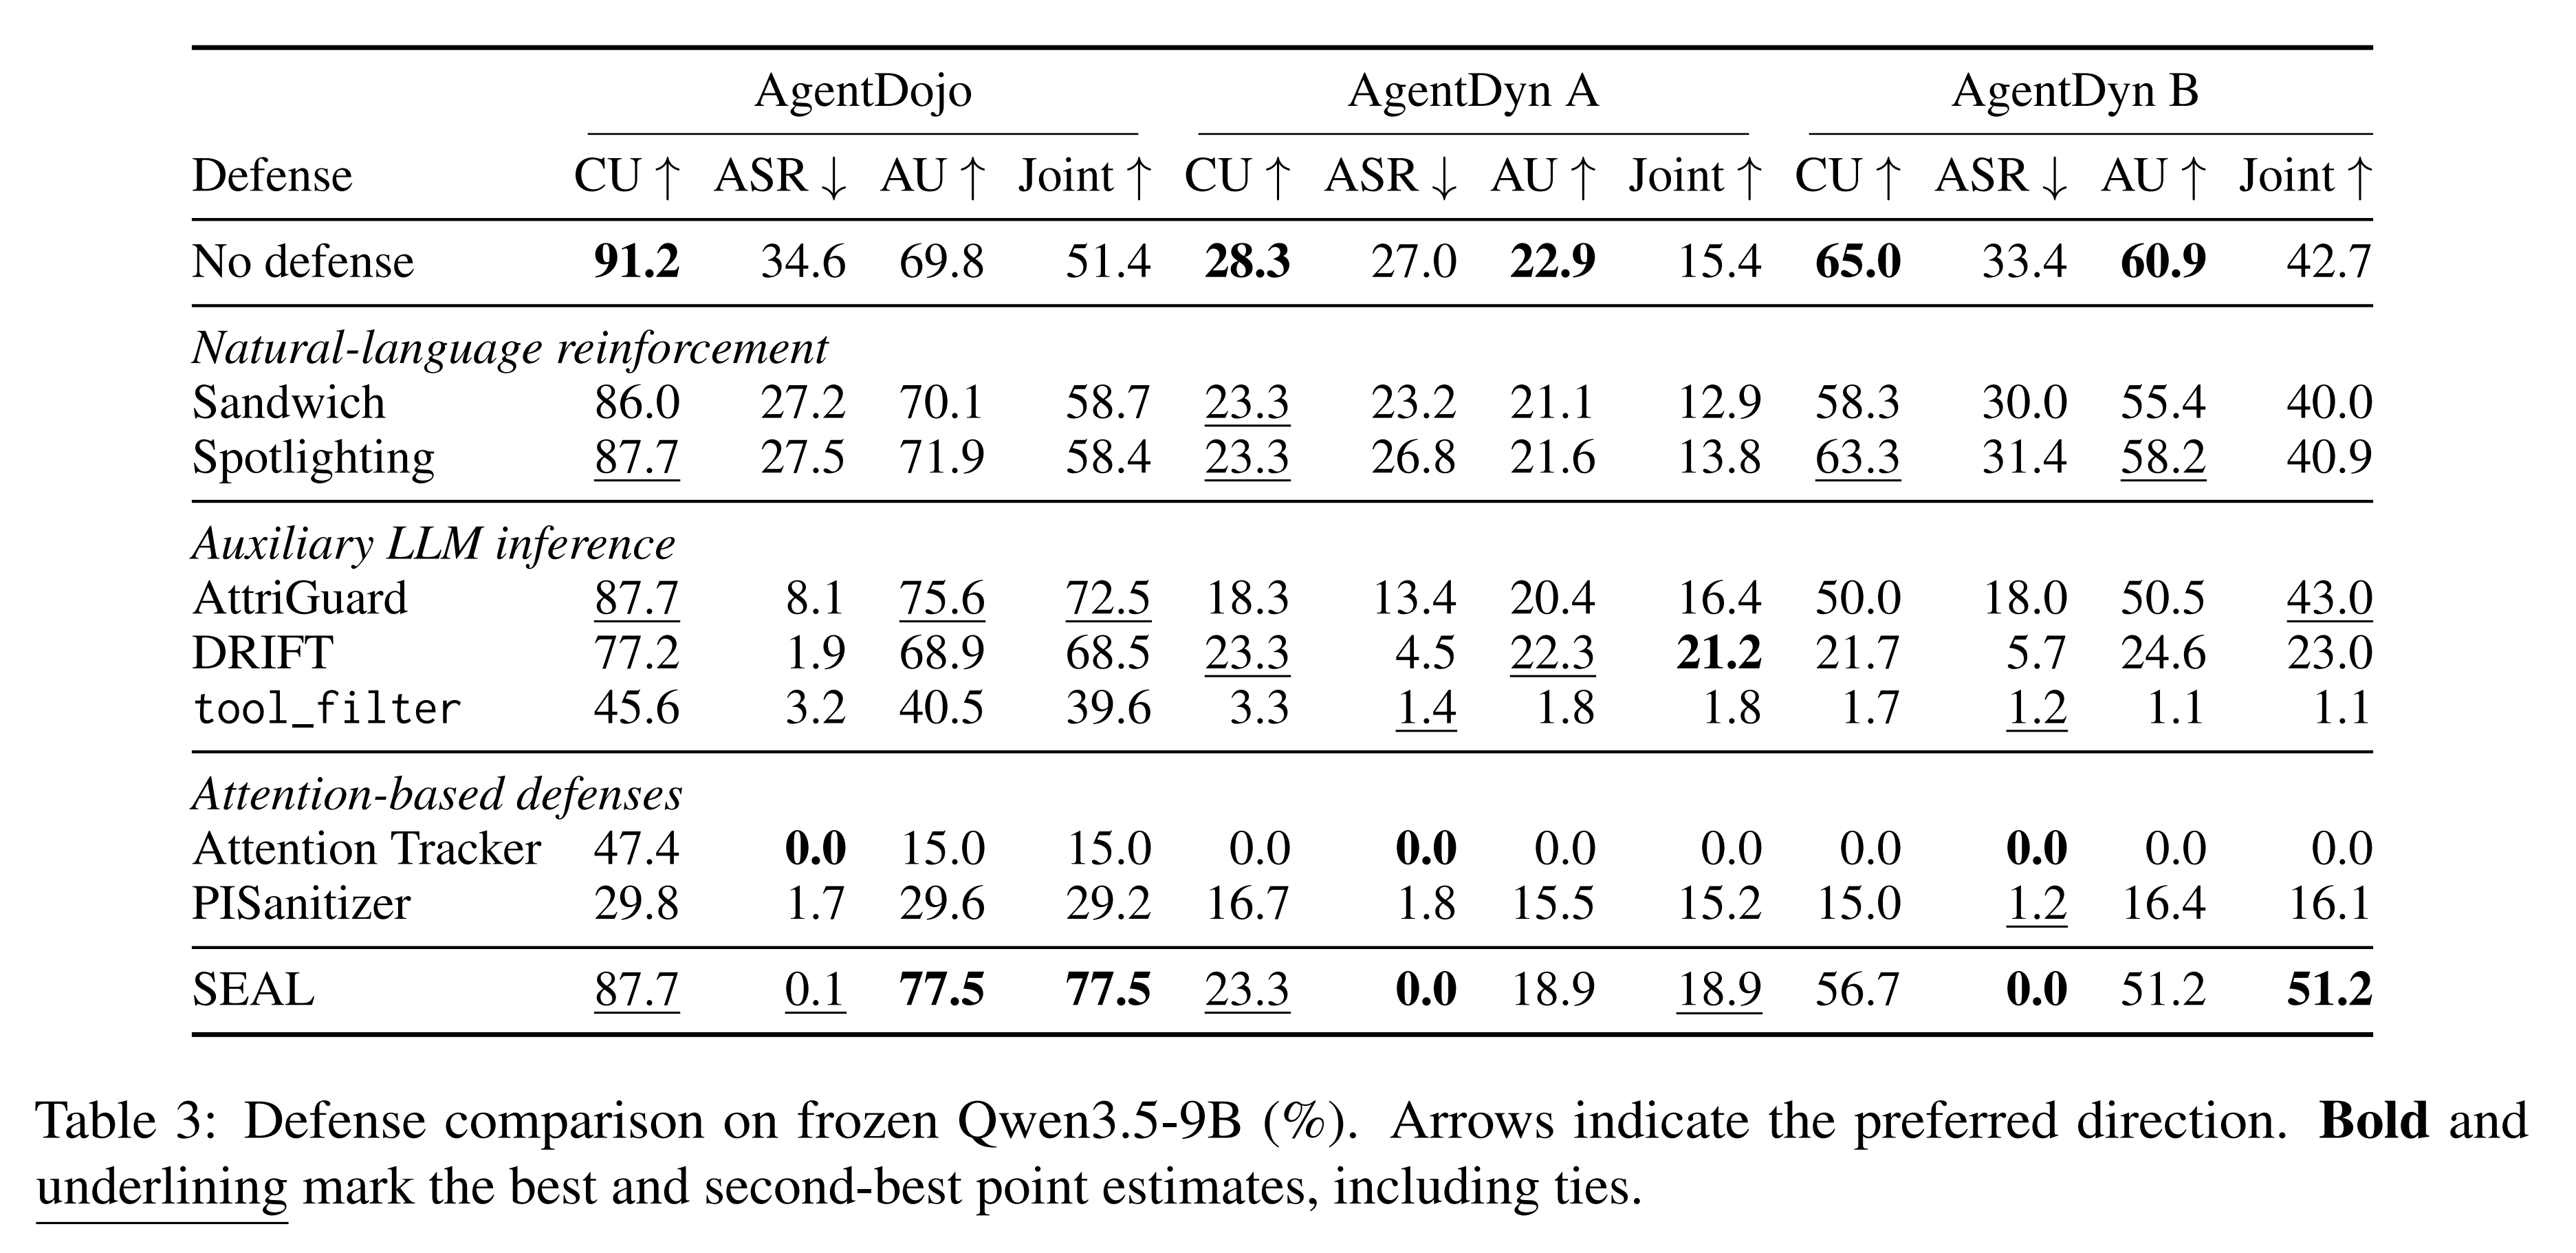 AgentDojo AgentDyn A AgentDyn B
Defense CU ↑ ASR ↓ AU ↑ Joint ↑ CU ↑ ASR ↓ AU ↑ Joint ↑ CU ↑ ASR ↓ AU ↑ Joint ↑
No defense 91.2 34.6 69.8 51.4 28.3 27.0 22.9 15.4 65.0 33.4 60.9 42.7
Natural-language reinforcement
Sandwich 86.0 27.2 70.1 58.7 23.3 23.2 21.1 12.9 58.3 30.0 55.4 40.0
Spotlighting 87.7 27.5 71.9 58.4 23.3 26.8 21.6 13.8 63.3 31.4 58.2 40.9
Auxiliary LLM inference
AttriGuard 87.7 8.1 75.6 72.5 18.3 13.4 20.4 16.4 50.0 18.0 50.5 43.0
DRIFT 77.2 1.9 68.9 68.5 23.3 4.5 22.3 21.2 21.7 5.7 24.6 23.0
tool_filter 45.6 3.2 40.5 39.6 3.3 1.4 1.8 1.8 1.7 1.2 1.1 1.1
Attention-based defenses
Attention Tracker 47.4 0.0 15.0 15.0 0.0 0.0 0.0 0.0 0.0 0.0 0.0 0.0
PISanitizer 29.8 1.7 29.6 29.2 16.7 1.8 15.5 15.2 15.0 1.2 16.4 16.1
SEAL 87.7 0.1 77.5 77.5 23.3 0.0 18.9 18.9 56.7 0.0 51.2 51.2
Table 3: Defense comparison on frozen Qwen3.5-9B (%). Arrows indicate the preferred direction. Bold and
underlining mark the best and second-best point estimates, including ties.